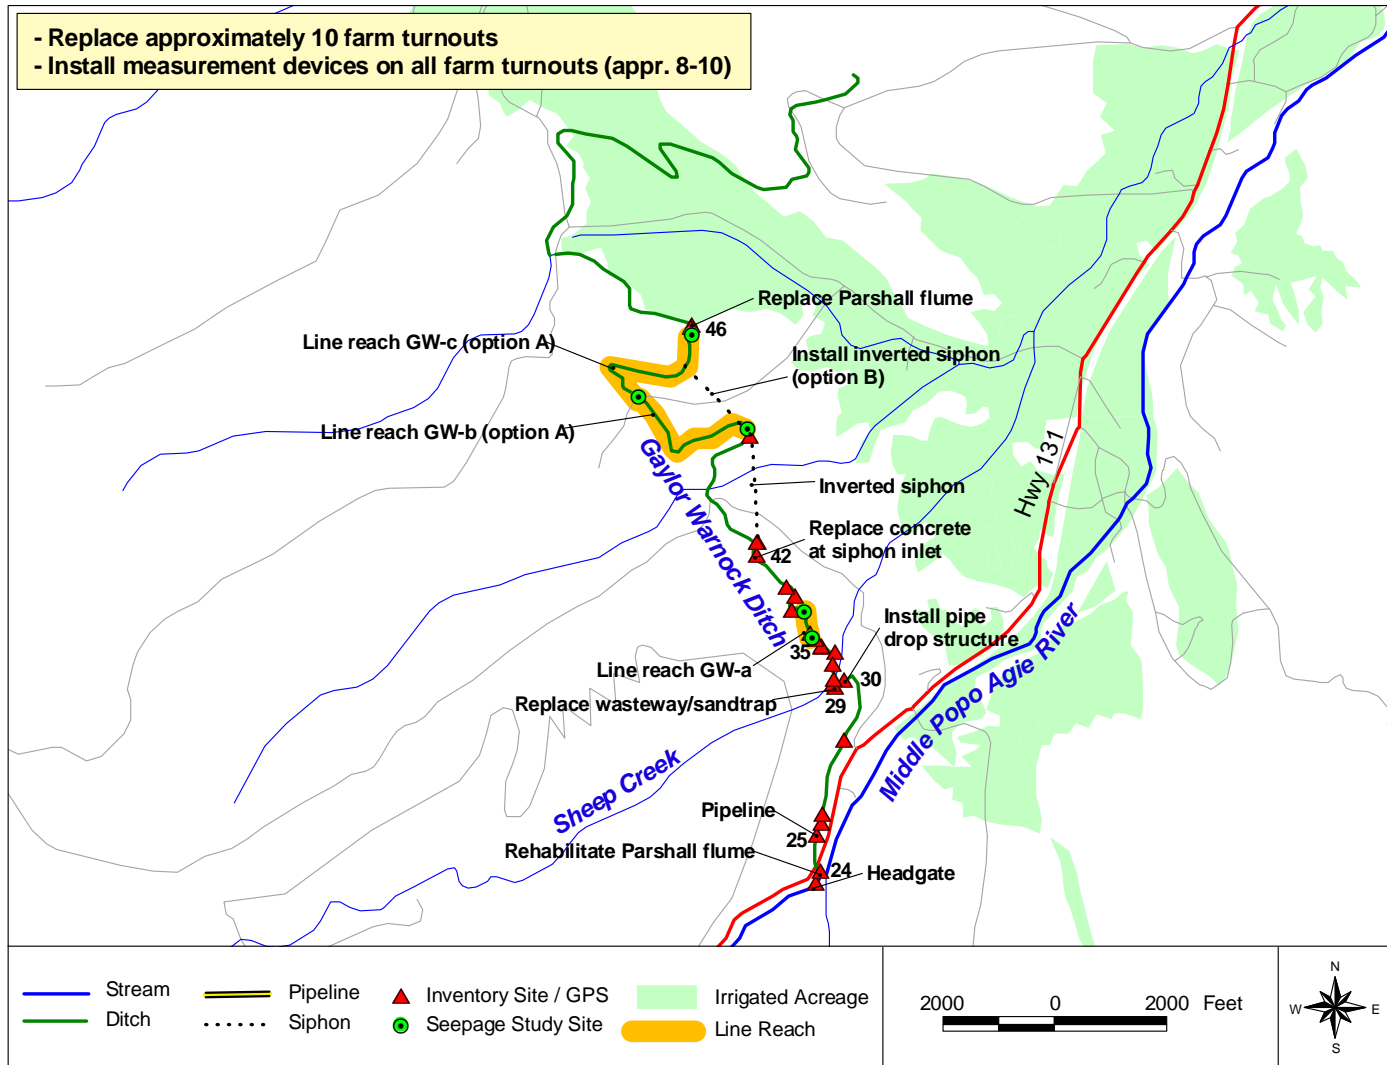 - Replace approximately 10 farm turnouts
- Install measurement devices on all farm turnouts (appr. 8-10)
Replace Parshall flume
46
Line reach GW-c (option A)
Install inverted siphon
(option B)
Line reach GW-b (option A)
Hwy 131
Gaylor Warnock Ditch
Inverted siphon
Replace concrete
at siphon inlet
42
Install pipe
drop structure
35
Line reach GW-a
30
Replace wasteway/sandtrap
29
Middle Popo Agie River
Sheep Creek
Pipeline
25
Rehabilitate Parshall flume
24
Headgate
Stream
Ditch
Pipeline
Siphon
Inventory Site / GPS
Seepage Study Site
Irrigated Acreage
Line Reach
2000 0 2000 Feet
N
W E
S